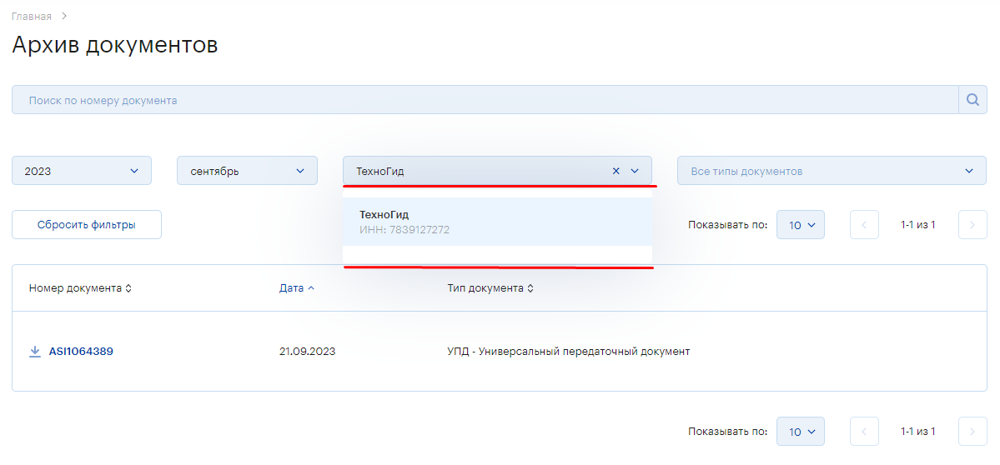 Главная
Архив документов
Поиск по номеру документа
2023 сентябрь ТехноГид Все типы документов
ТехноГид
ИНН: 7839127272
Сбросить фильтры Показывать по: 10 1-1 из 1
Номер документа Дата Тип документа
ASI1064389 21.09.2023 УПД - Универсальный передаточный документ
Показывать по: 10 1-1 из 1